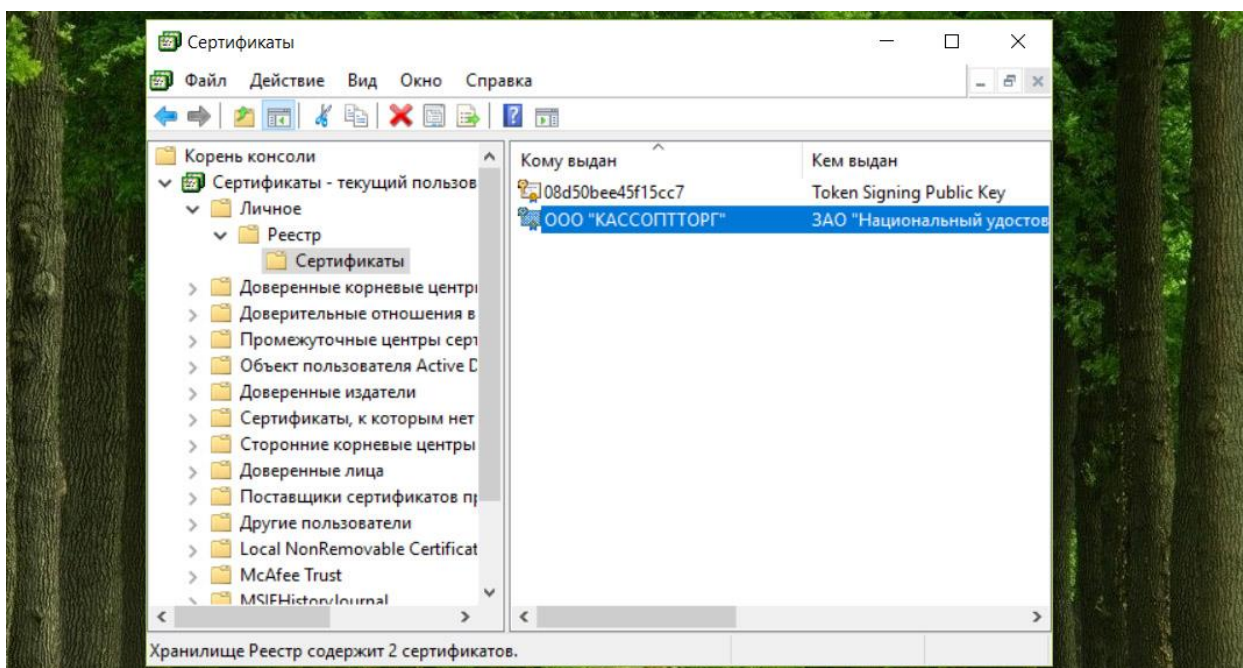 Сертификаты
Файл Действие Вид Окно Справка
Корень консоли
Сертификаты - текущий пользов
Личное
Реестр
Сертификаты
Доверенные корневые центр
Доверительные отношения в
Промежуточные центры серт
Объект пользователя Active D
Доверенные издатели
Сертификаты, к которым нет
Сторонние корневые центры
Доверенные лица
Поставщики сертификатов пр
Другие пользователи
Local NonRemovable Certificat
McAfee Trust
MSIEHistoryJournal
Кому выдан Кем выдан
08d50bee45f15cc7 Token Signing Public Key
ООО "КАССОПТТОРГ" ЗАО "Национальный удостов
Хранилище Реестр содержит 2 сертификатов.